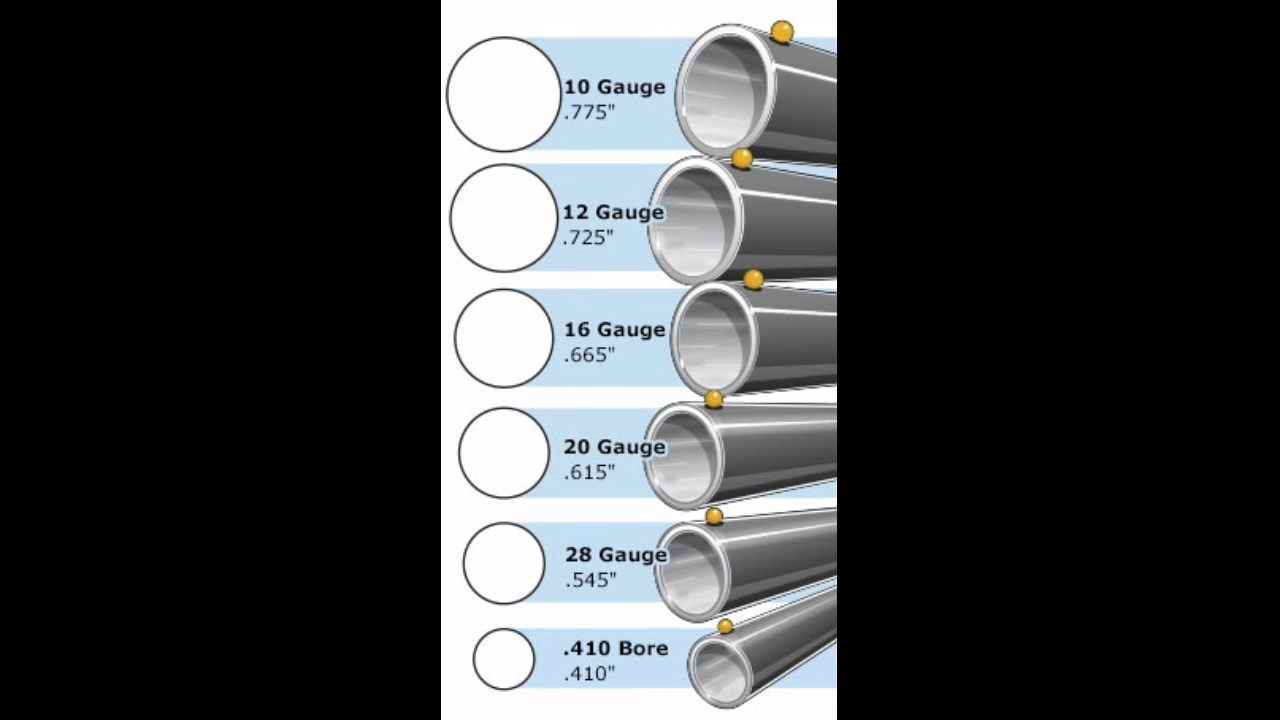 10 Gauge
.775"
12 Gauge
.725"
16 Gauge
.665"
20 Gauge
.615"
28 Gauge
.545"
.410 Bore
.410"